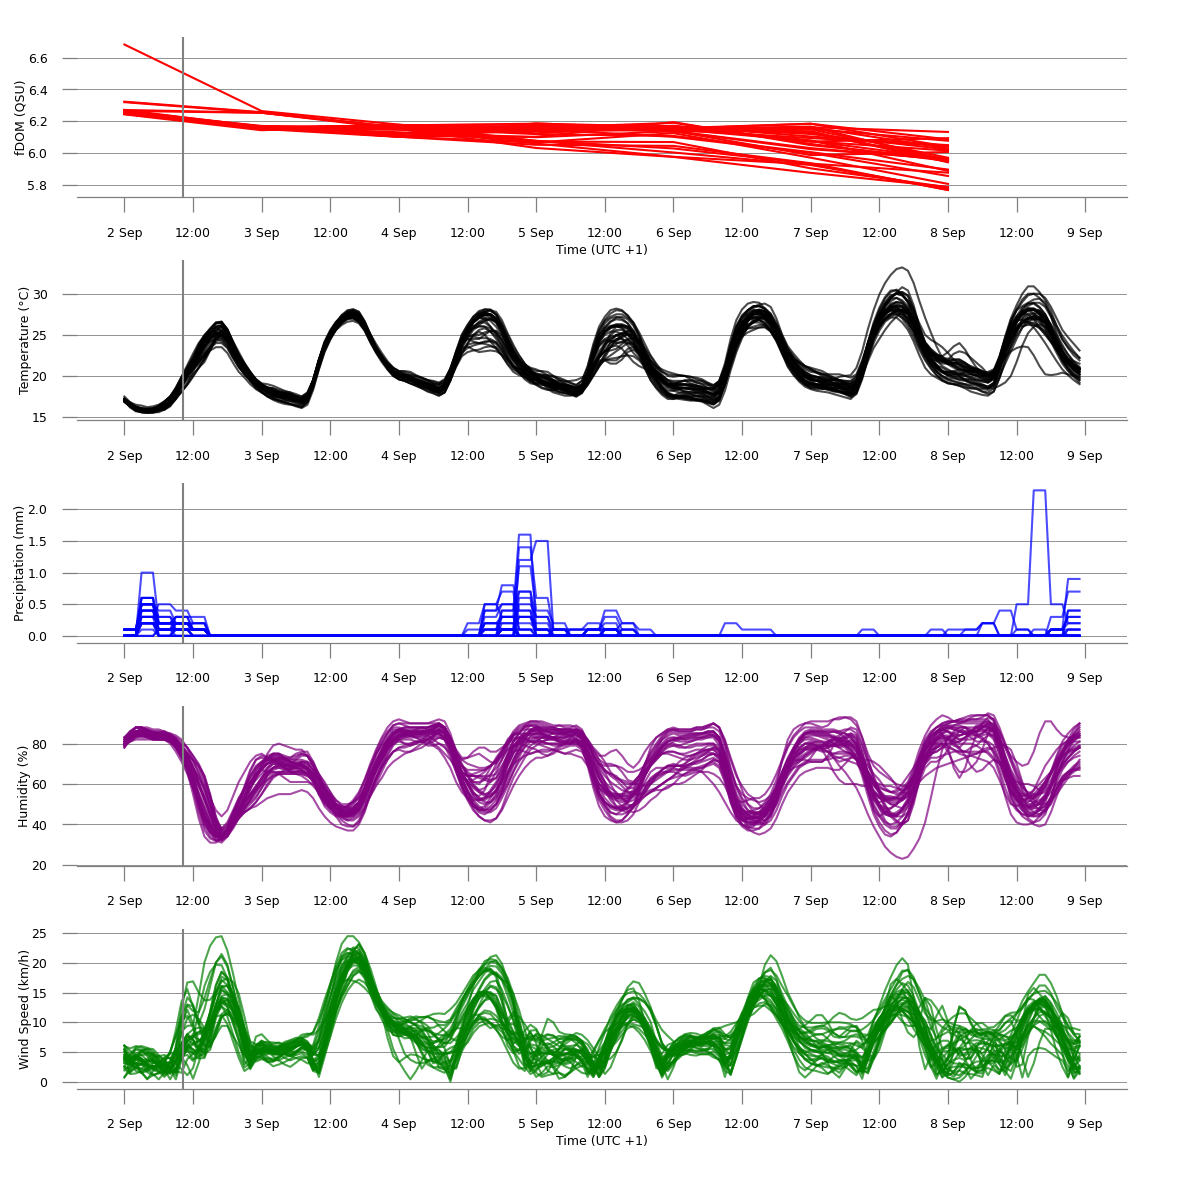 fDOM (QSU)
6.6
6.4
6.2
6.0
5.8
2 Sep 12:00 3 Sep 12:00 4 Sep 12:00 5 Sep 12:00 6 Sep 12:00 7 Sep 12:00 8 Sep 12:00 9 Sep
Time (UTC +1)
Temperature (°C)
30
25
20
15
2 Sep 12:00 3 Sep 12:00 4 Sep 12:00 5 Sep 12:00 6 Sep 12:00 7 Sep 12:00 8 Sep 12:00 9 Sep
Precipitation (mm)
2.0
1.5
1.0
0.5
0.0
2 Sep 12:00 3 Sep 12:00 4 Sep 12:00 5 Sep 12:00 6 Sep 12:00 7 Sep 12:00 8 Sep 12:00 9 Sep
Humidity (%)
80
60
40
20
2 Sep 12:00 3 Sep 12:00 4 Sep 12:00 5 Sep 12:00 6 Sep 12:00 7 Sep 12:00 8 Sep 12:00 9 Sep
Wind Speed (km/h)
25
20
15
10
5
0
2 Sep 12:00 3 Sep 12:00 4 Sep 12:00 5 Sep 12:00 6 Sep 12:00 7 Sep 12:00 8 Sep 12:00 9 Sep
Time (UTC +1)